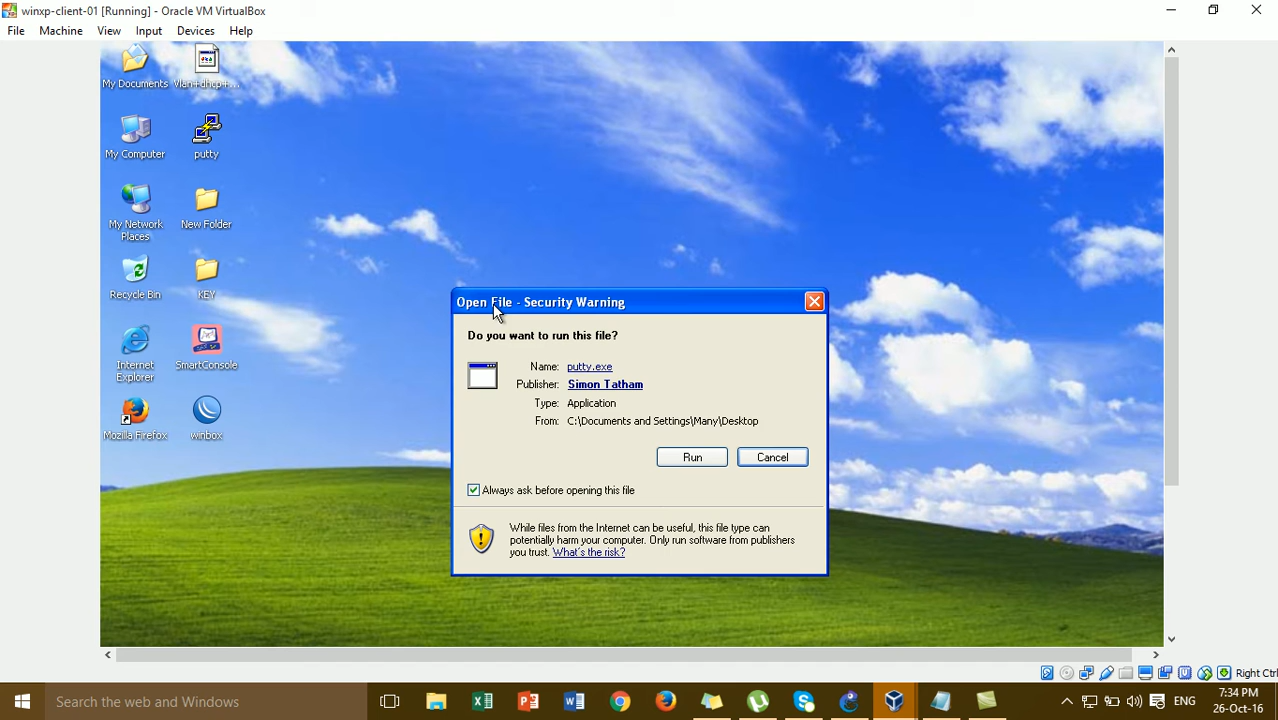 winxp-client-01 [Running] - Oracle VM VirtualBox
File Machine View Input Devices Help
My Documents
Vlan+dhcp+...
My Computer
putty
My Network
Places
New Folder
Recycle Bin
KEY
Internet
Explorer
SmartConsole
Mozilla Firefox
winbox
Open File - Security Warning
Do you want to run this file?
Name: putty.exe
Publisher: Simon Tatham
Type: Application
From: C:\Documents and Settings\Many\Desktop
Run
Cancel
Always ask before opening this file
While files from the Internet can be useful, this file type can
potentially harm your computer. Only run software from publishers
you trust. What's the risk?
Right Ctrl
Search the web and Windows
ENG
7:34 PM
26-Oct-16